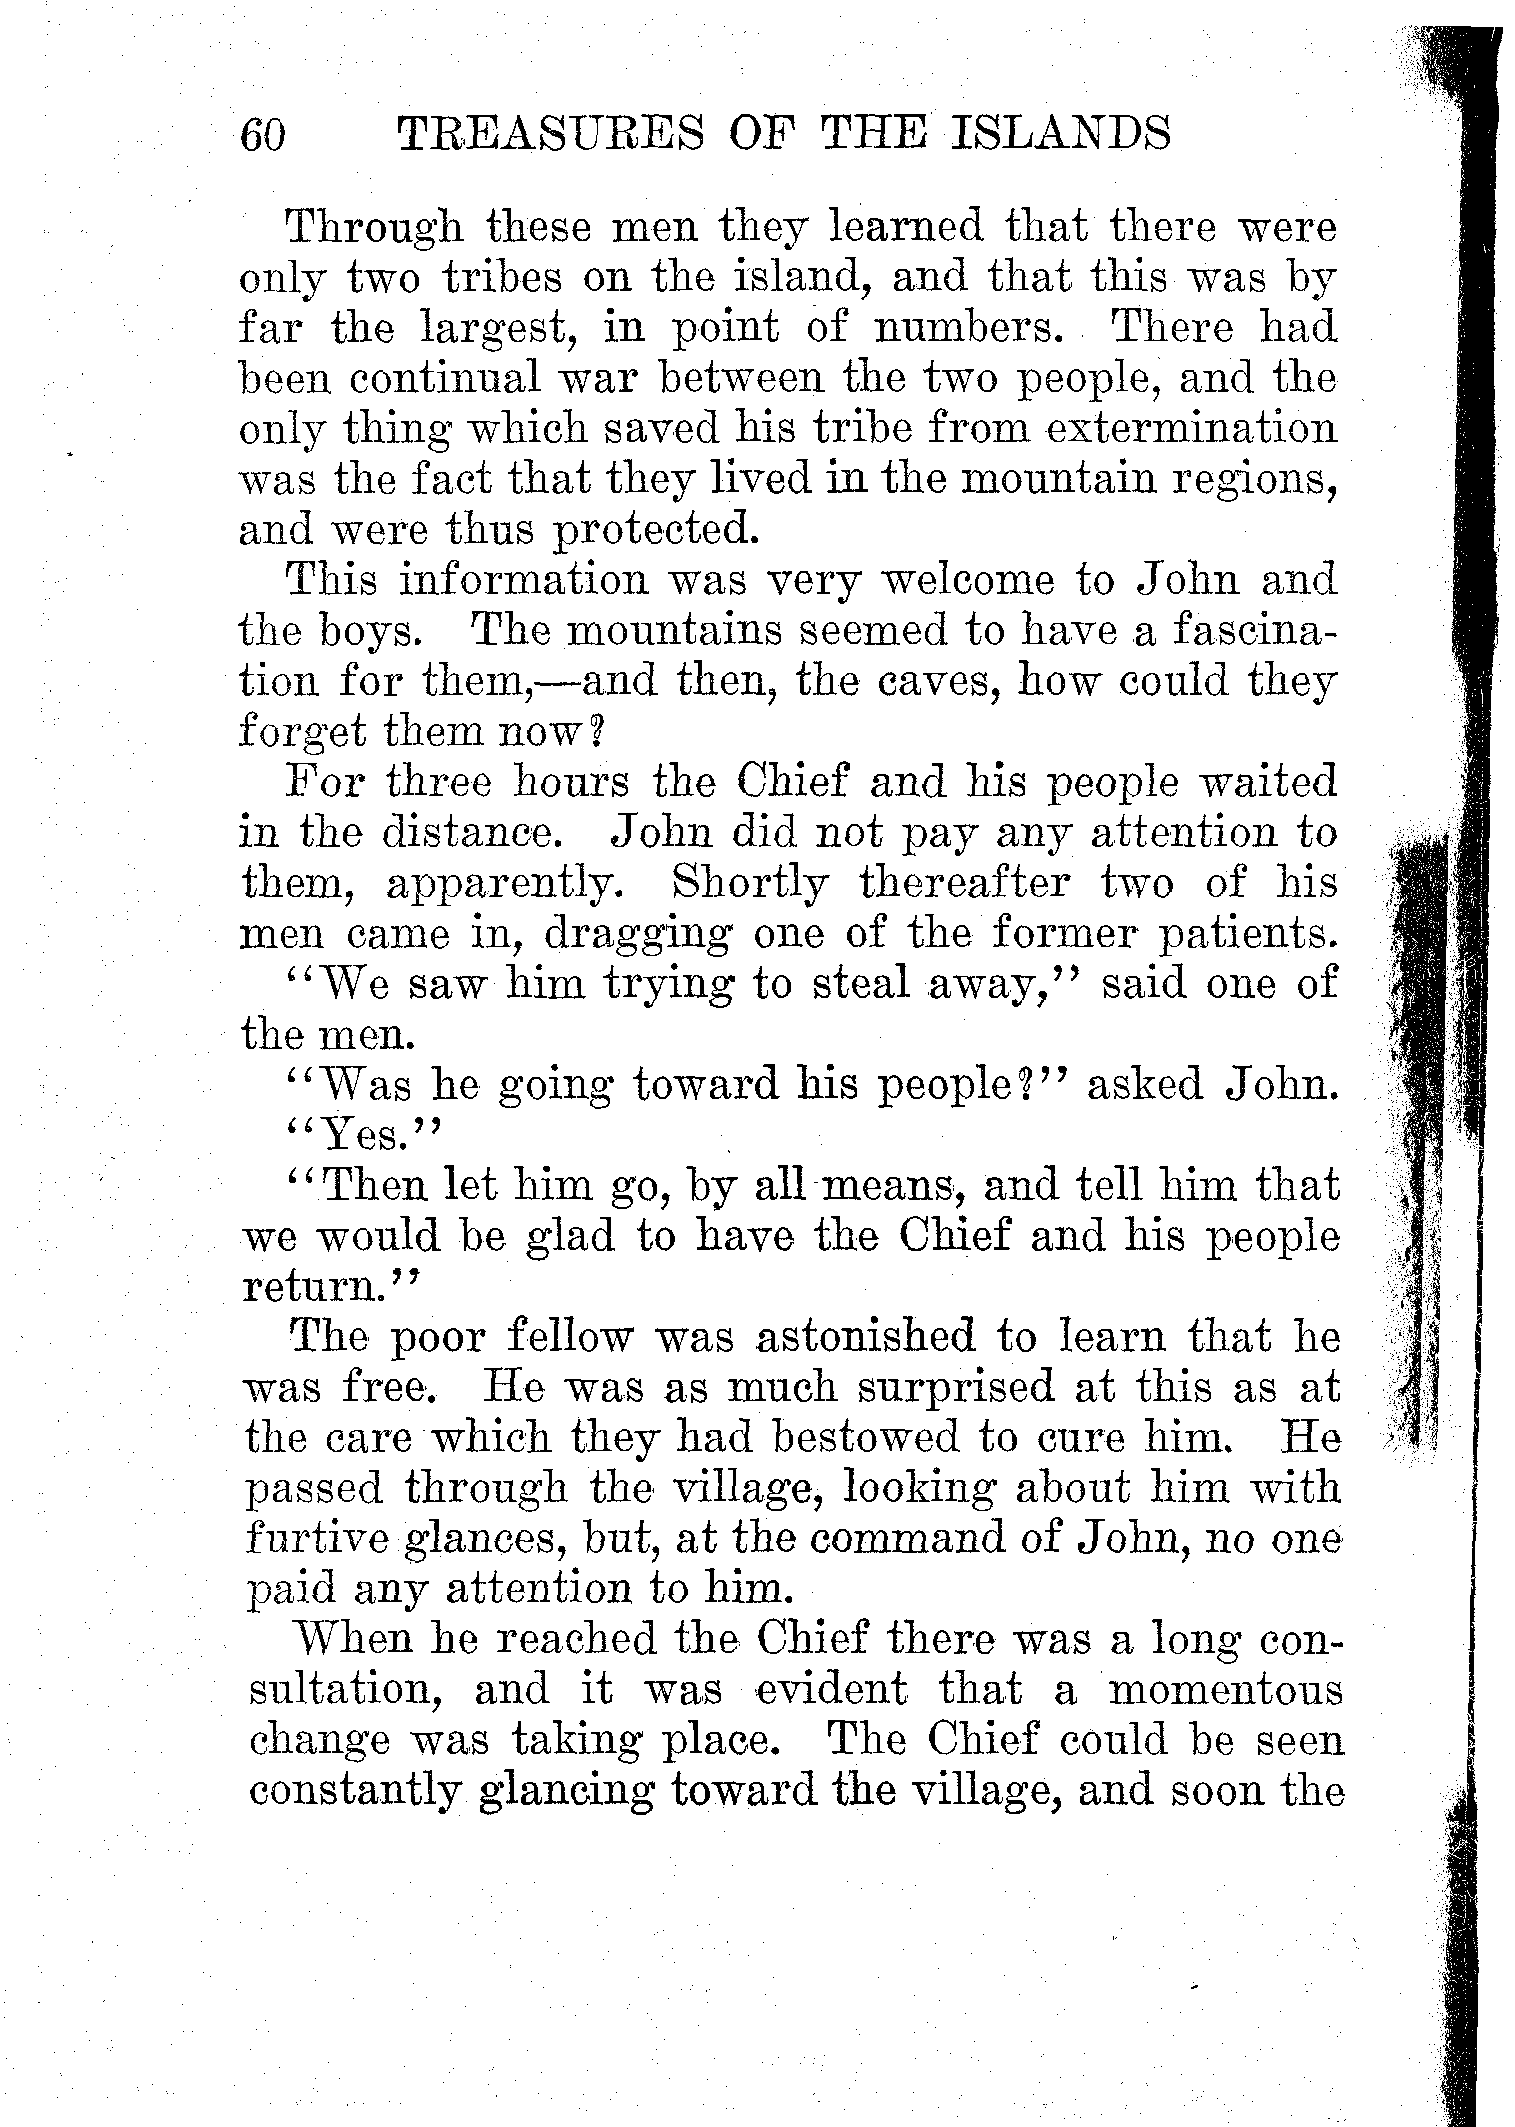 60 TREASURES OF THE ISLANDS
Through these men they learned that there were
only two tribes on the island, and that this was by
far the largest, in point of numbers. There had
been continual war between the two people, and the
only thing which saved his tribe from extermination
was the fact that they lived in the mountain regions,
and were thus protected.
This information was very welcome to John and
the boys. The mountains seemed to have a fascina-
tion for them,—and then, the caves, how could they
forget them now?
For three hours the Chief and his people waited
in the distance. John did not pay any attention to
them, apparently. Shortly thereafter two of his
men came in, dragging one of the former patients.
"We saw him trying to steal away," said one of
the men.
"Was he going toward his people?" asked John.
"Yes."
"Then let him go, by all means, and tell him that
we would be glad to have the Chief and his people
return."
The poor fellow was astonished to learn that he
was free. He was as much surprised at this as at
the care which they had bestowed to cure him. He
passed through the village, looking about him with
furtive glances, but, at the command of John, no one
paid any attention to him.
When he reached the Chief there was a long con-
sultation, and it was evident that a momentous
change was taking place. The Chief could be seen
constantly glancing toward the village, and soon the